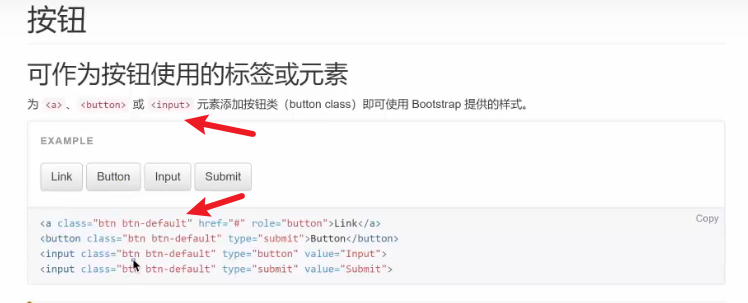 按钮
可作为按钮使用的标签或元素
为 <a> 、 <button> 或 <input> 元素添加按钮类（button class）即可使用 Bootstrap 提供的样式。
EXAMPLE
Link Button Input Submit
Copy
<a class="btn btn-default" href="#" role="button">Link</a>
<button class="btn btn-default" type="submit">Button</button>
<input class="btn btn-default" type="button" value="Input">
<input class="btn btn-default" type="submit" value="Submit">